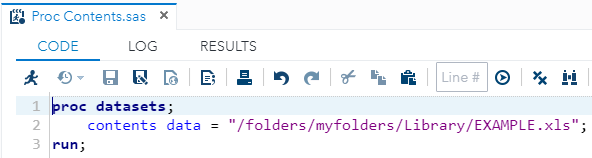 Proc Contents.sas ×
CODE LOG RESULTS
Line #
1 proc datasets;
2 contents data = "/folders/myfolders/Library/EXAMPLE.xls";
3 run;